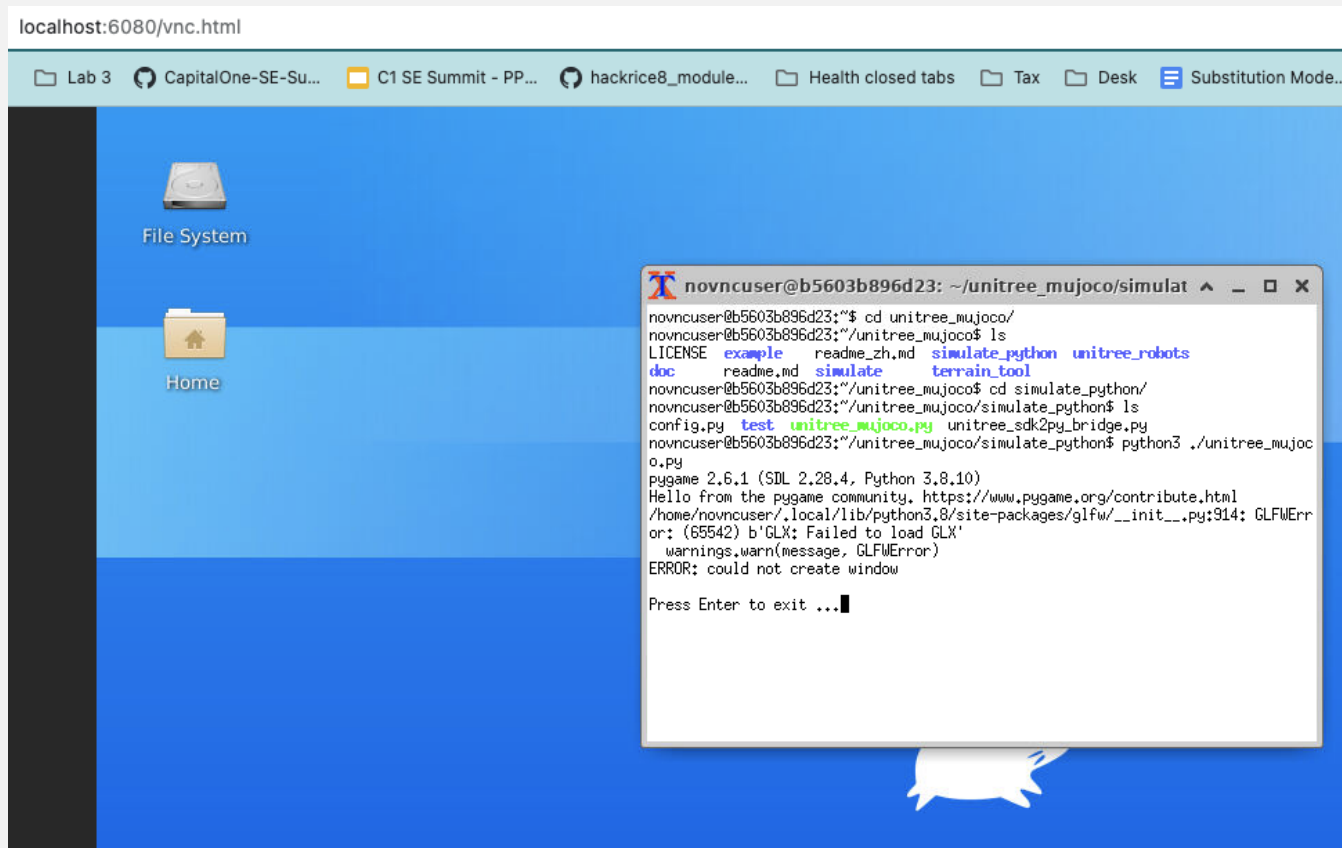 localhost:6080/vnc.html
Lab 3 CapitalOne-SE-Su... C1 SE Summit - PP... hackrice8_module... Health closed tabs Tax Desk Substitution Mode...
File System
Home
novncuser@b5603b896d23: ~/unitree_mujoco/simulat
novncuser@b5603b896d23:~$ cd unitree_mujoco/
novncuser@b5603b896d23:~/unitree_mujoco$ ls
LICENSE example readme_zh.md simulate_python unitree_robots
doc readme.md simulate terrain_tool
novncuser@b5603b896d23:~/unitree_mujoco$ cd simulate_python/
novncuser@b5603b896d23:~/unitree_mujoco/simulate_python$ ls
config.py test unitree_mujoco.py unitree_sdk2py_bridge.py
novncuser@b5603b896d23:~/unitree_mujoco/simulate_python$ python3 ./unitree_mujoc
o.py
pygame 2.6.1 (SDL 2.28.4, Python 3.8.10)
Hello from the pygame community. https://www.pygame.org/contribute.html
/home/novncuser/.local/lib/python3.8/site-packages/glfw/__init__.py:914: GLFWErr
or: (65542) b'GLX: Failed to load GLX'
warnings.warn(message, GLFWError)
ERROR: could not create window
Press Enter to exit ...